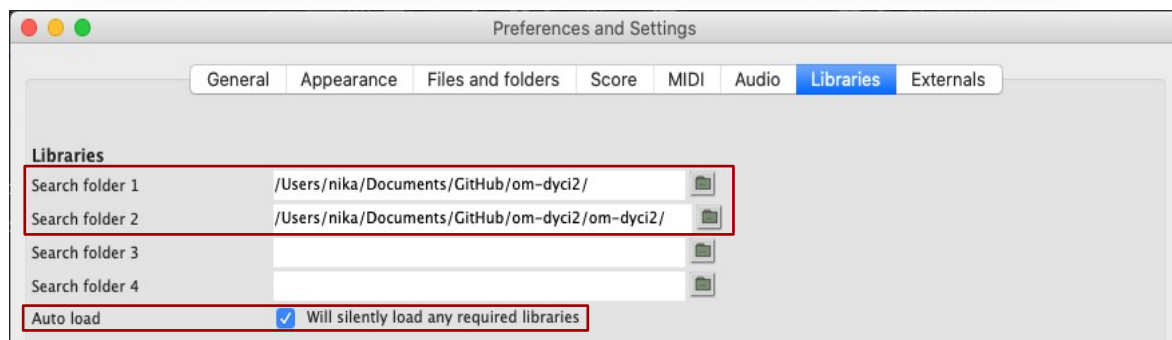 Preferences and Settings
General Appearance Files and folders Score MIDI Audio Libraries Externals
Libraries
Search folder 1 /Users/nika/Documents/GitHub/om-dyci2/
Search folder 2 /Users/nika/Documents/GitHub/om-dyci2/om-dyci2/
Search folder 3
Search folder 4
Auto load Will silently load any required libraries